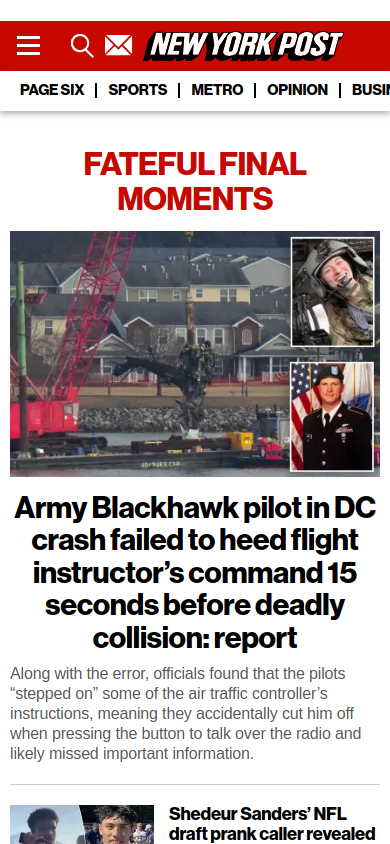 NEW YORK POST
PAGE SIX
SPORTS
METRO
OPINION
BUSIN
FATEFUL FINAL
MOMENTS
Army Blackhawk pilot in DC
crash failed to heed flight
instructor’s command 15
seconds before deadly
collision: report
Along with the error, officials found that the pilots
“stepped on” some of the air traffic controller’s
instructions, meaning they accidentally cut him off
when pressing the button to talk over the radio and
likely missed important information.
Shedeur Sanders’ NFL
draft prank caller revealed